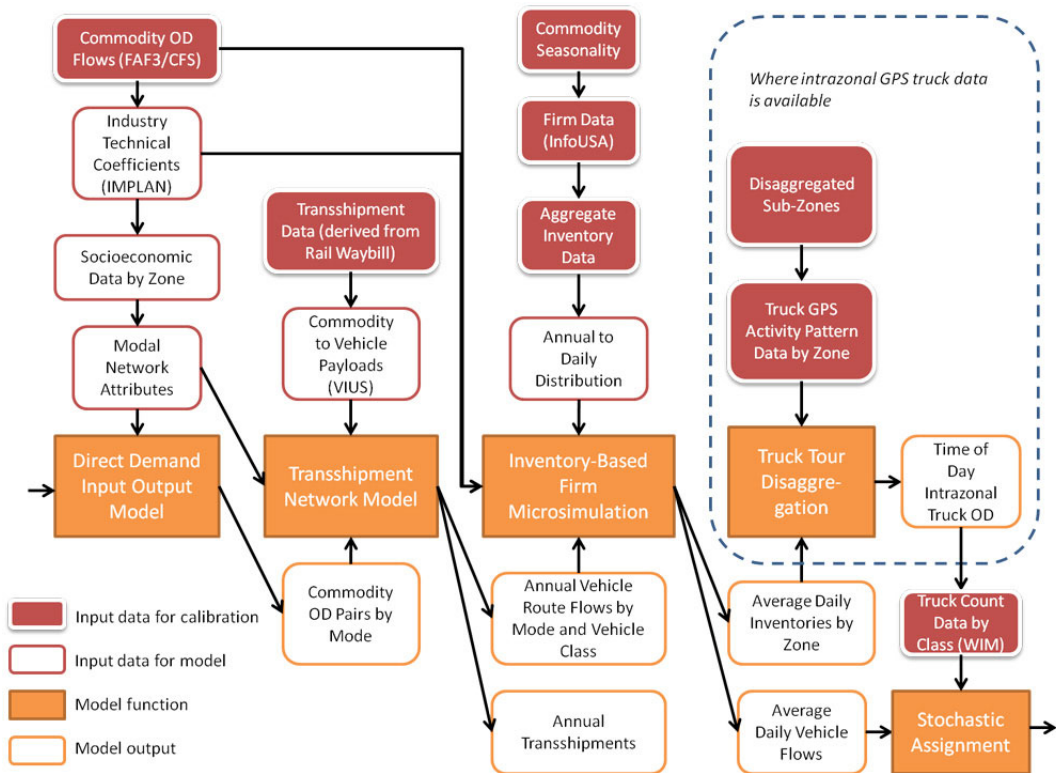 Commodity OD
Flows (FAF3/CFS)
Industry
Technical
Coefficients
(IMPLAN)
Socioeconomic
Data by Zone
Modal
Network
Attributes
Direct Demand
Input Output
Model
Transshipment
Data (derived from
Rail Waybill)
Commodity
to Vehicle
Payloads
(VIUS)
Transshipment
Network Model
Commodity
OD Pairs by
Mode
Commodity
Seasonality
Firm Data
(InfoUSA)
Aggregate
Inventory
Data
Annual to
Daily
Distribution
Inventory-Based
Firm
Microsimulation
Annual Vehicle
Route Flows by
Mode and Vehicle
Class
Annual
Transshipments
Where intrazonal GPS truck data
is available
Disaggregated
Sub-Zones
Truck GPS
Activity Pattern
Data by Zone
Truck Tour
Disaggre-
gation
Time of
Day
Intrazonal
Truck OD
Average Daily
Inventories by
Zone
Truck Count
Data by
Class (WIM)
Average
Daily Vehicle
Flows
Stochastic
Assignment
Input data for calibration
Input data for model
Model function
Model output